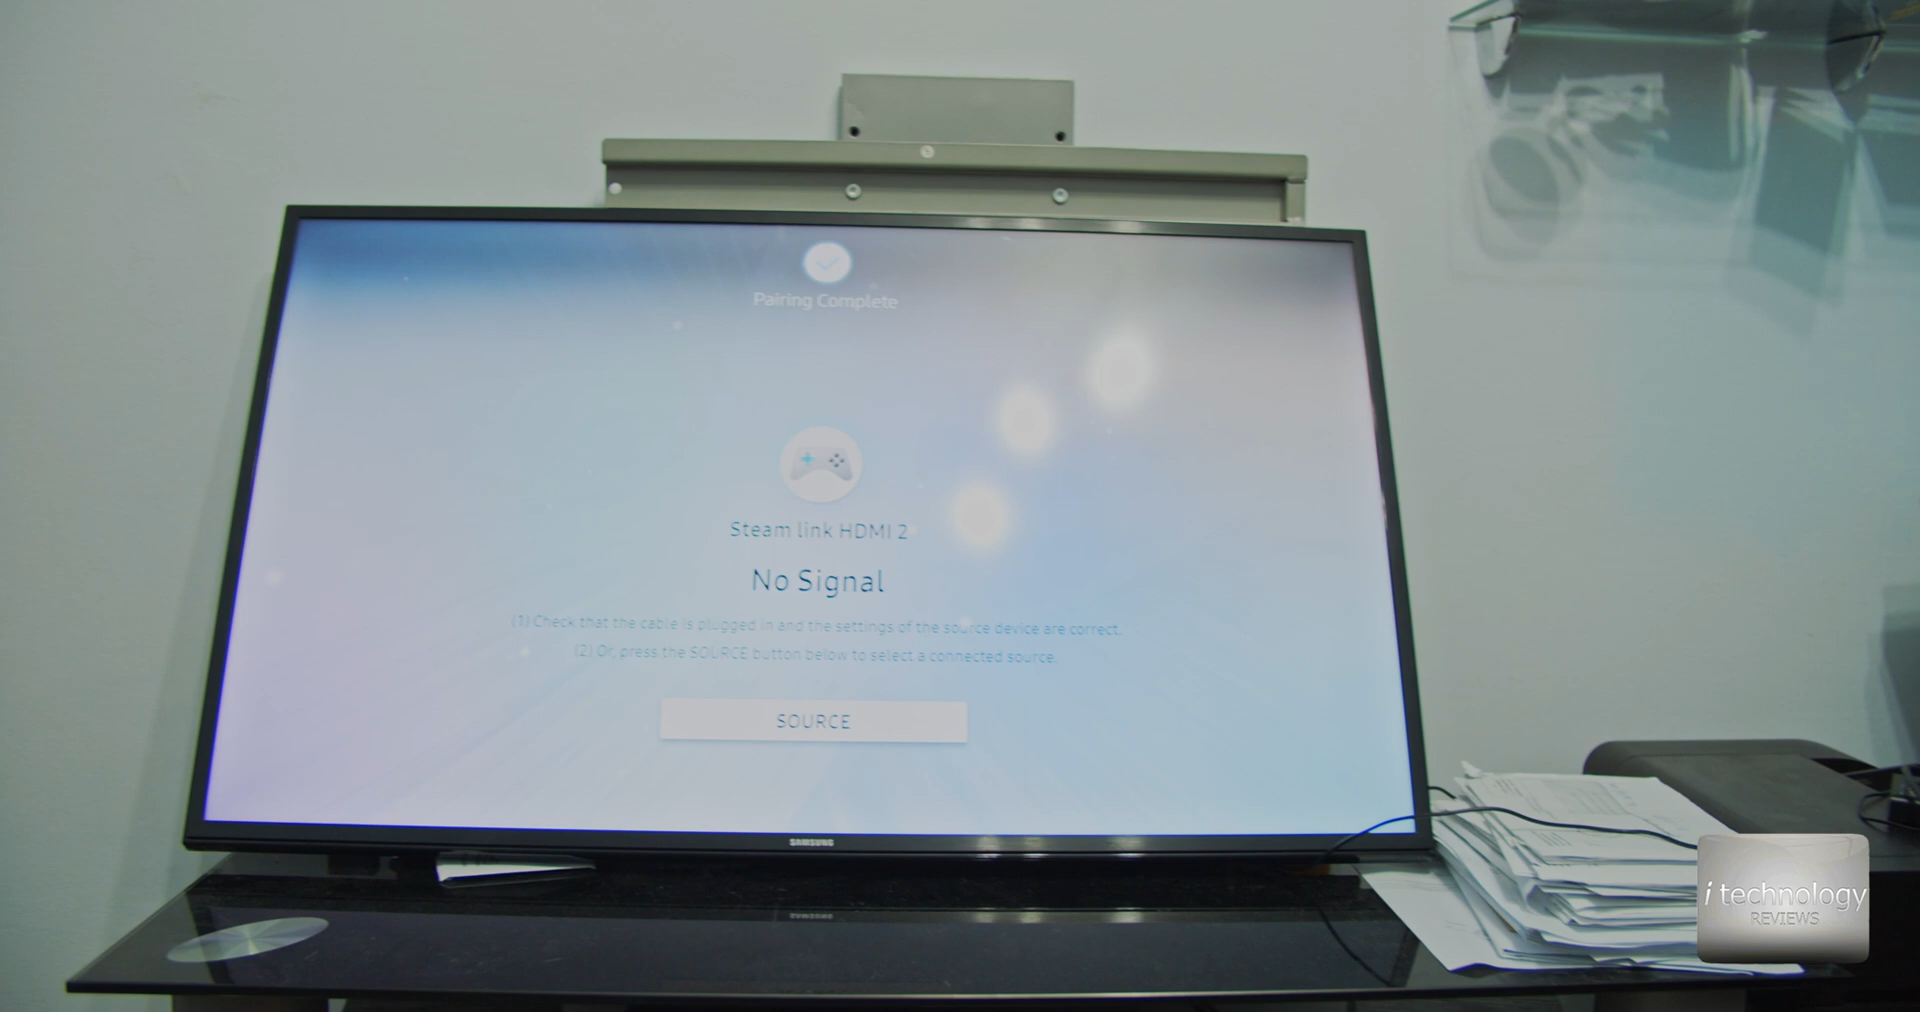 Pairing Complete
Steam link HDMI 2
No Signal
(1) Check that the cable is plugged in and the settings of the source device are correct.
(2) Or, press the SOURCE button below to select a connected source.
SOURCE
SAMSUNG
i technology
REVIEWS